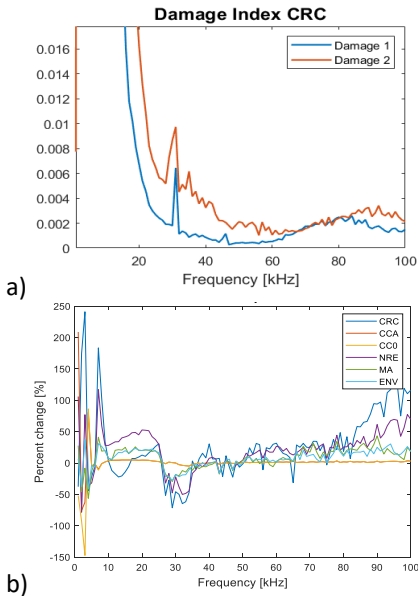 Damage Index CRC
Damage 1
Damage 2
0.016
0.014
0.012
0.01
0.008
0.006
0.004
0.002
0
20 40 60 80 100
Frequency [kHz]
a)
250
200
150
100
50
0
-50
-100
-150
Percent change [%]
CRC
CCA
CC0
NRE
MA
ENV
0 10 20 30 40 50 60 70 80 90 100
Frequency [kHz]
b)